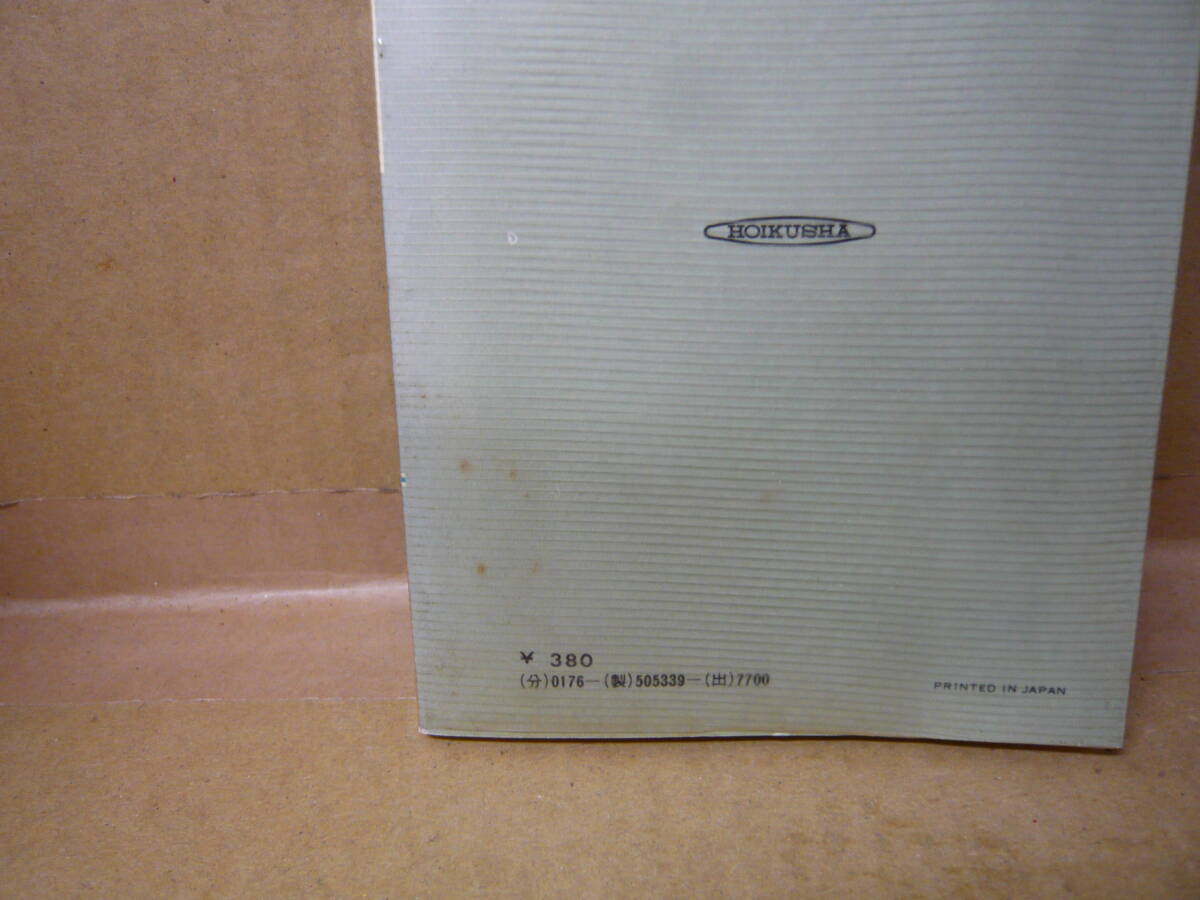 HOIKUSHA
¥ 380
(分)0176―(製)505339―(出)7700
PRINTED IN JAPAN